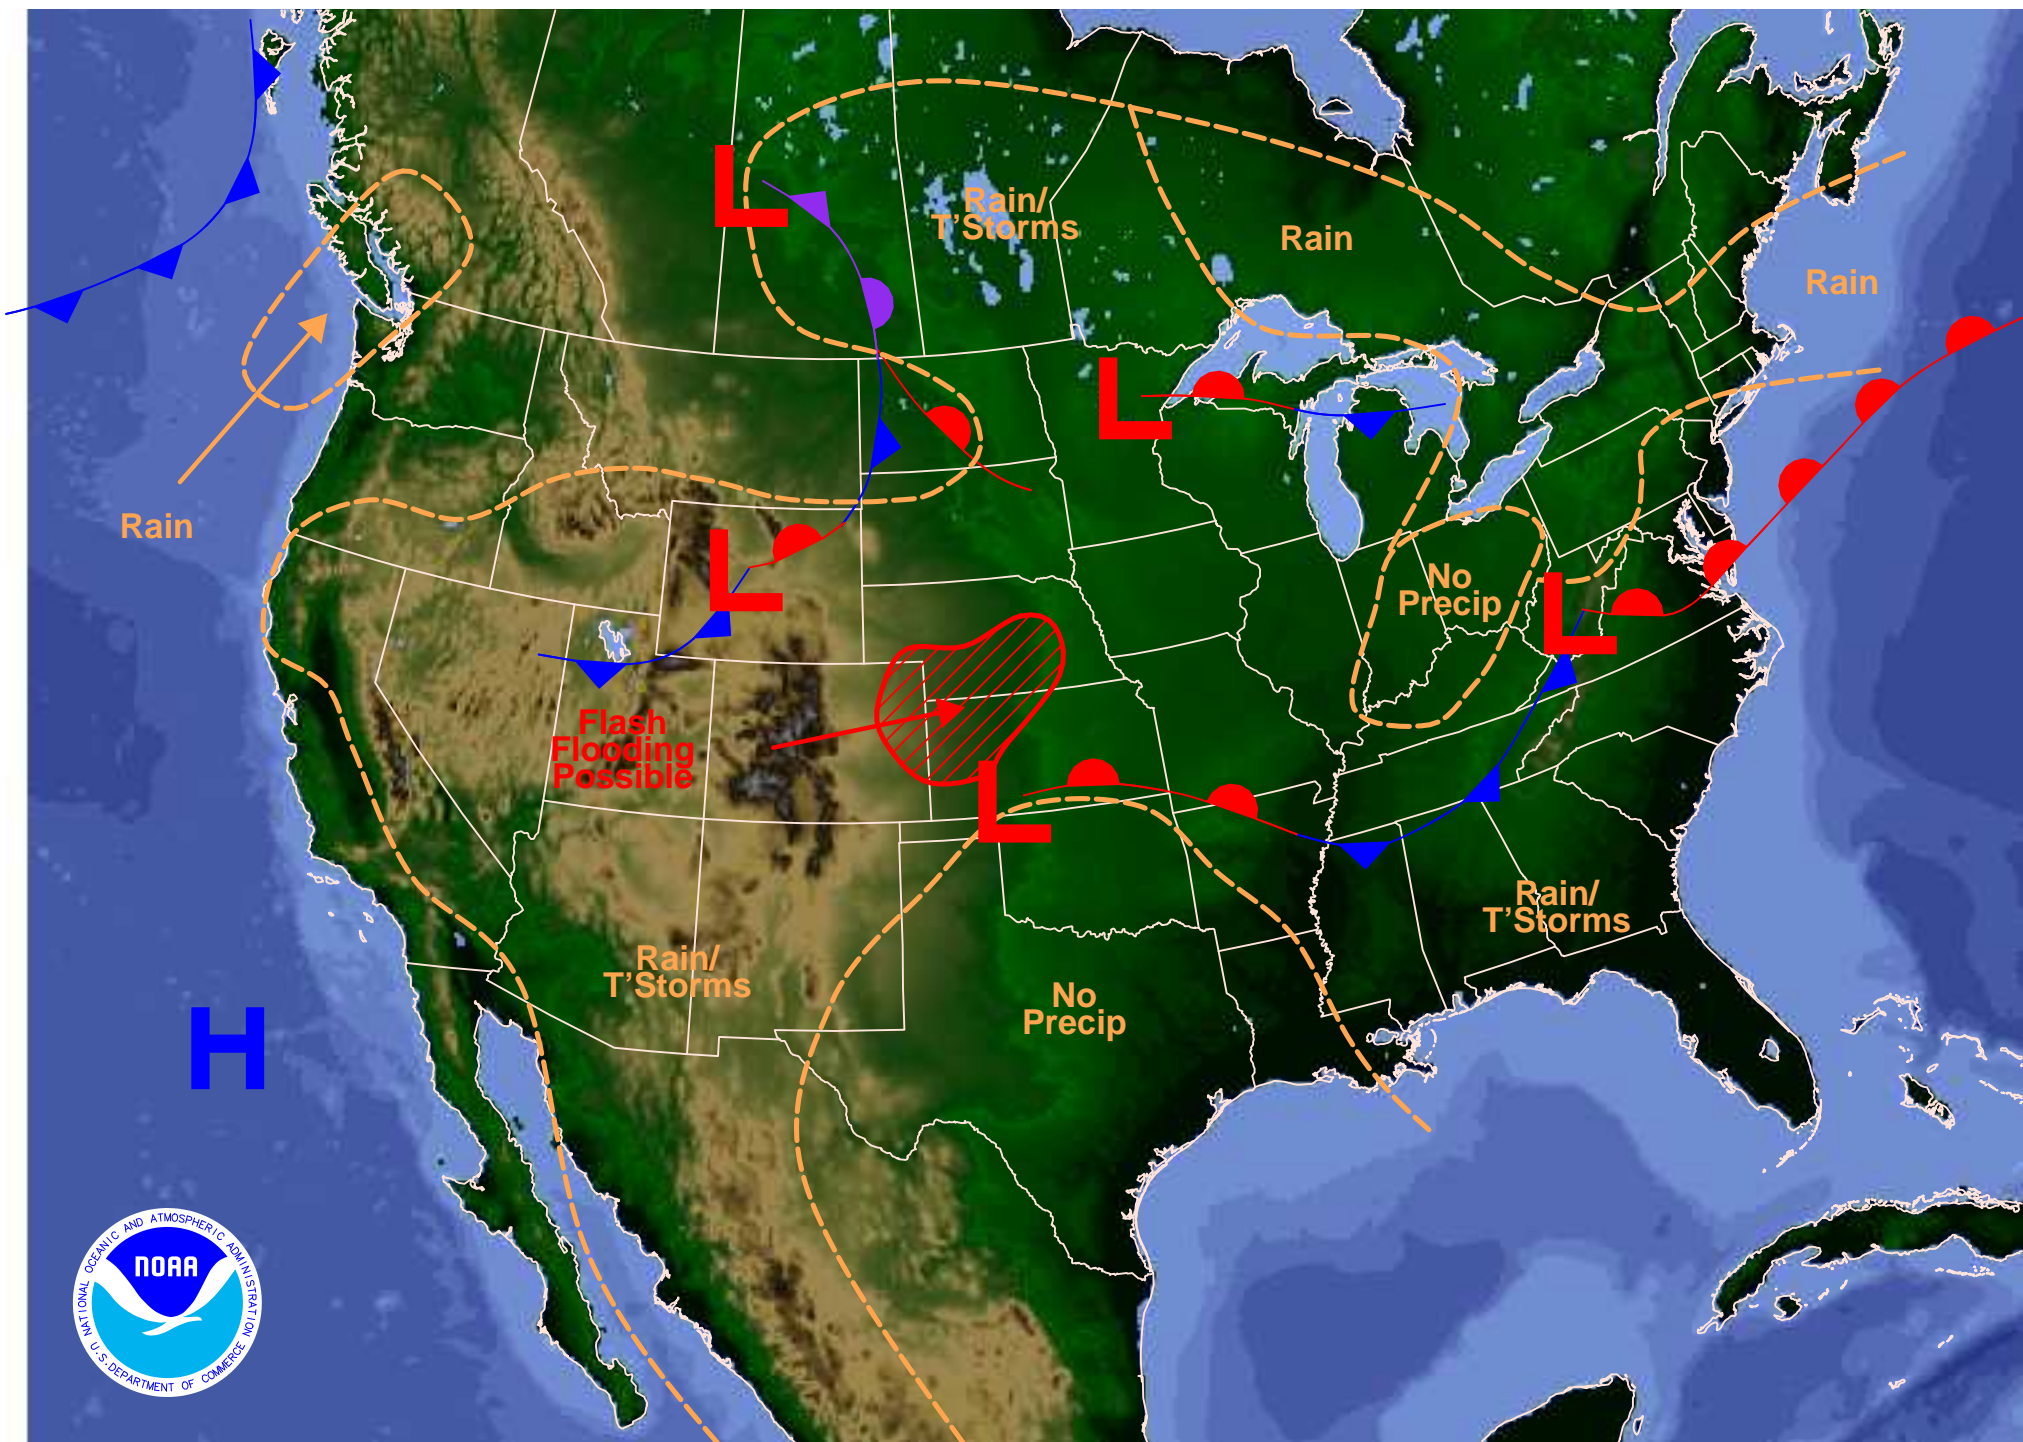 L
Rain/
T'Storms
Rain
Rain
L
Rain
L
No
Precip
L
Flash
Flooding
Possible
L
Rain/
T'Storms
Rain/
T'Storms
No
Precip
H
NATIONAL OCEANIC AND ATMOSPHERIC ADMINISTRATION
NOAA
U.S. DEPARTMENT OF COMMERCE